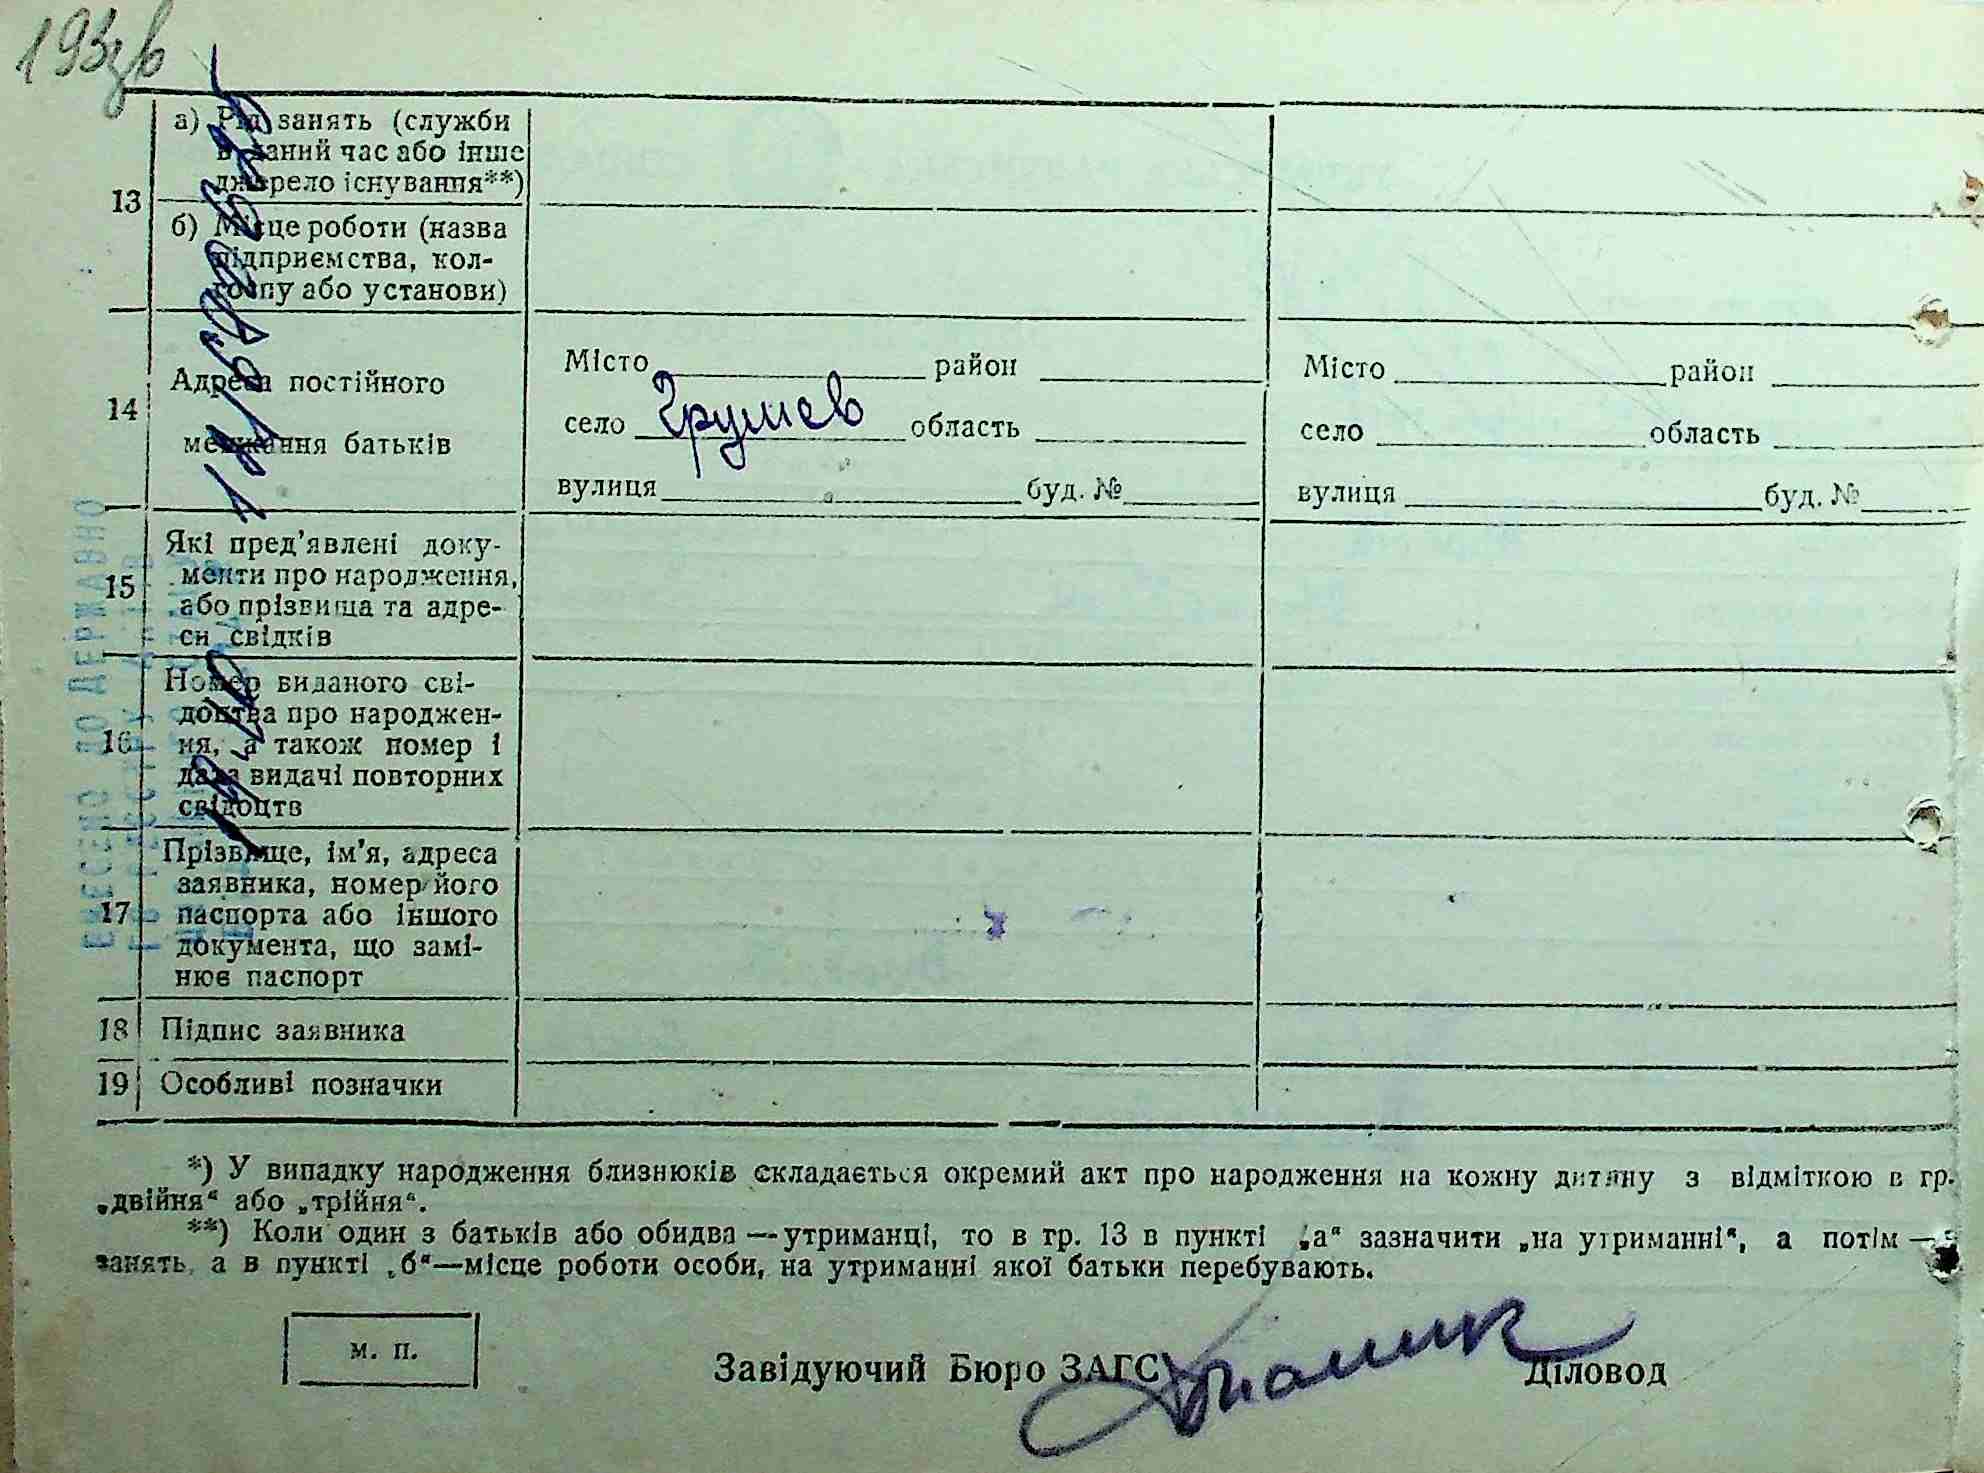 193зв
13
а) Рід занять (служби
в даний час або інше
джерело існування**)
б) Місце роботи (назва
підприємства, кол-
госпу або установи)
14
Адреса постійного
мешкання батьків
Місто район
село Грушев область
вулиця буд. №
Місто район
село область
вулиця буд. №
15
Які пред'явлені доку-
менти про народження,
або прізвища та адре-
си свідків
16
Номер виданого сві-
доцтва про народжен-
ня, а також номер і
дата видачі повторних
свідоцтв
17
Прізвище, ім'я, адреса
заявника, номер його
паспорта або іншого
документа, що замі-
нює паспорт
18 Підпис заявника
19 Особливі позначки
ВНЕСЕНО ДО ДЕРЖАВНО
*) У випадку народження близнюків складається окремий акт про народження на кожну дитину з відміткою в гр.
„двійня“ або „трійня“.
**) Коли один з батьків або обидва — утриманці, то в гр. 13 в пункті „а“ зазначити „на утриманні“, а потім —
занять, а в пункті „б“—місце роботи особи, на утриманні якої батьки перебувають.
м. п.
Завідуючий Бюро ЗАГС Діловод